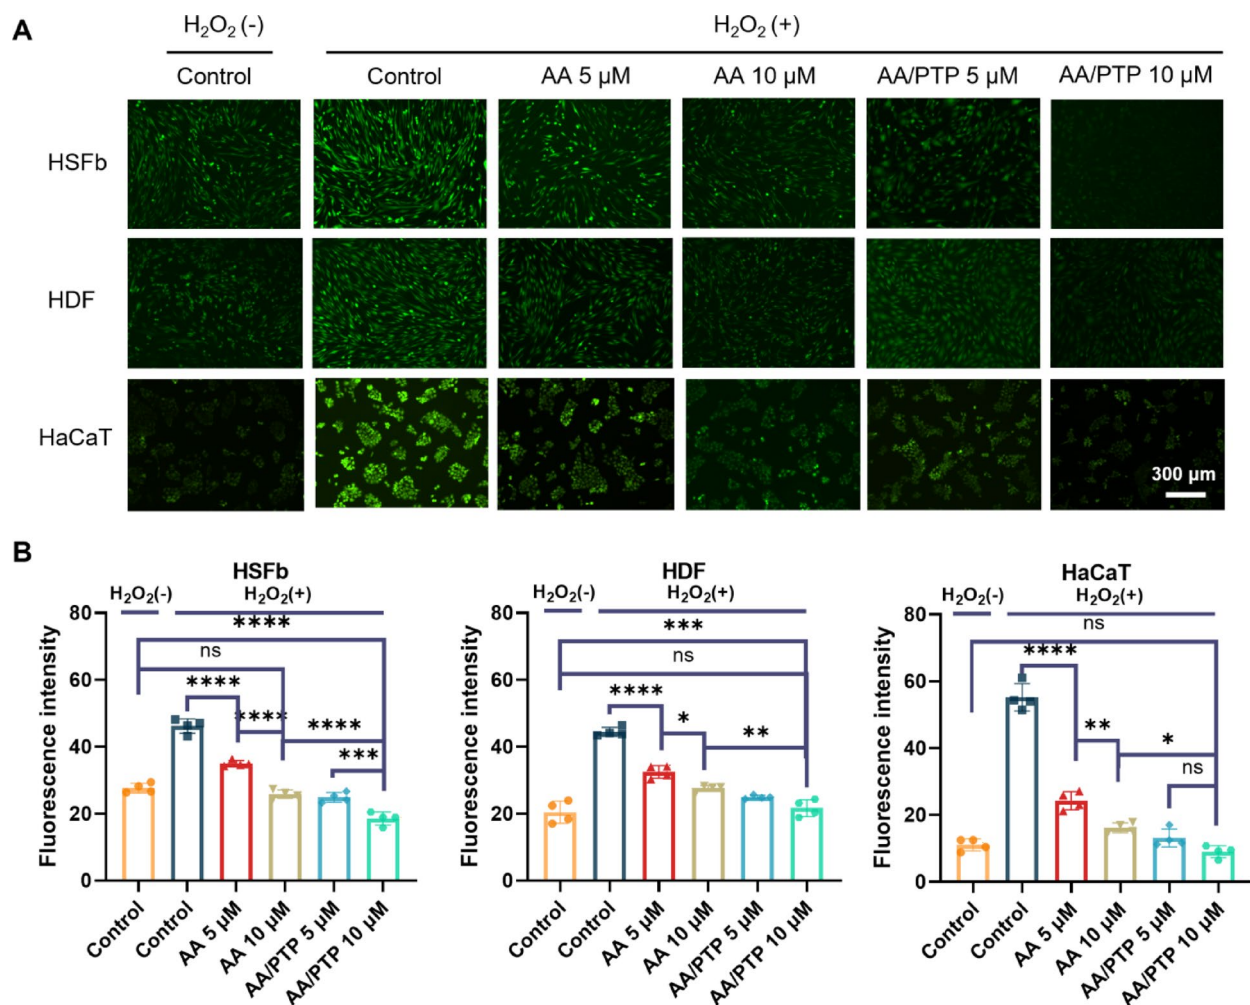 A
H₂O₂ (-)
H₂O₂ (+)
Control
Control
AA 5 µM
AA 10 µM
AA/PTP 5 µM
AA/PTP 10 µM
HSFb
HDF
HaCaT
300 µm
B
HSFb
H₂O₂(-)
H₂O₂(+)
****
ns
****
****
****
***
Fluorescence intensity
80
60
40
20
0
Control
Control
AA 5 µM
AA 10 µM
AA/PTP 5 µM
AA/PTP 10 µM
HDF
H₂O₂(-)
H₂O₂(+)
***
ns
****
*
**
Fluorescence intensity
80
60
40
20
0
Control
Control
AA 5 µM
AA 10 µM
AA/PTP 5 µM
AA/PTP 10 µM
HaCaT
H₂O₂(-)
H₂O₂(+)
ns
****
**
*
ns
Fluorescence intensity
80
60
40
20
0
Control
Control
AA 5 µM
AA 10 µM
AA/PTP 5 µM
AA/PTP 10 µM